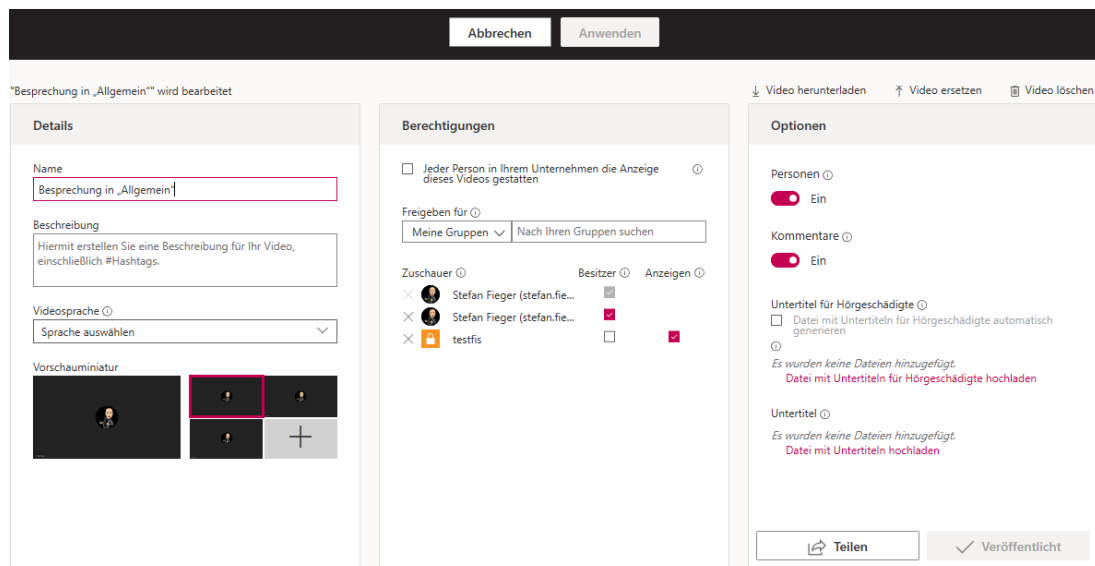 Abbrechen
Anwenden
"Besprechung in „Allgemein"" wird bearbeitet
Video herunterladen
Video ersetzen
Video löschen
Details
Name
Besprechung in „Allgemein"
Beschreibung
Hiermit erstellen Sie eine Beschreibung für Ihr Video,
einschließlich #Hashtags.
Videosprache
Sprache auswählen
Vorschauminiatur
Berechtigungen
Jeder Person in Ihrem Unternehmen die Anzeige
dieses Videos gestatten
Freigeben für
Meine Gruppen
Nach Ihren Gruppen suchen
Zuschauer
Besitzer
Anzeigen
Stefan Fieger (stefan.fie...
Stefan Fieger (stefan.fie...
testfis
Optionen
Personen
Ein
Kommentare
Ein
Untertitel für Hörgeschädigte
Datei mit Untertiteln für Hörgeschädigte automatisch
generieren
Es wurden keine Dateien hinzugefügt.
Datei mit Untertiteln für Hörgeschädigte hochladen
Untertitel
Es wurden keine Dateien hinzugefügt.
Datei mit Untertiteln hochladen
Teilen
Veröffentlicht